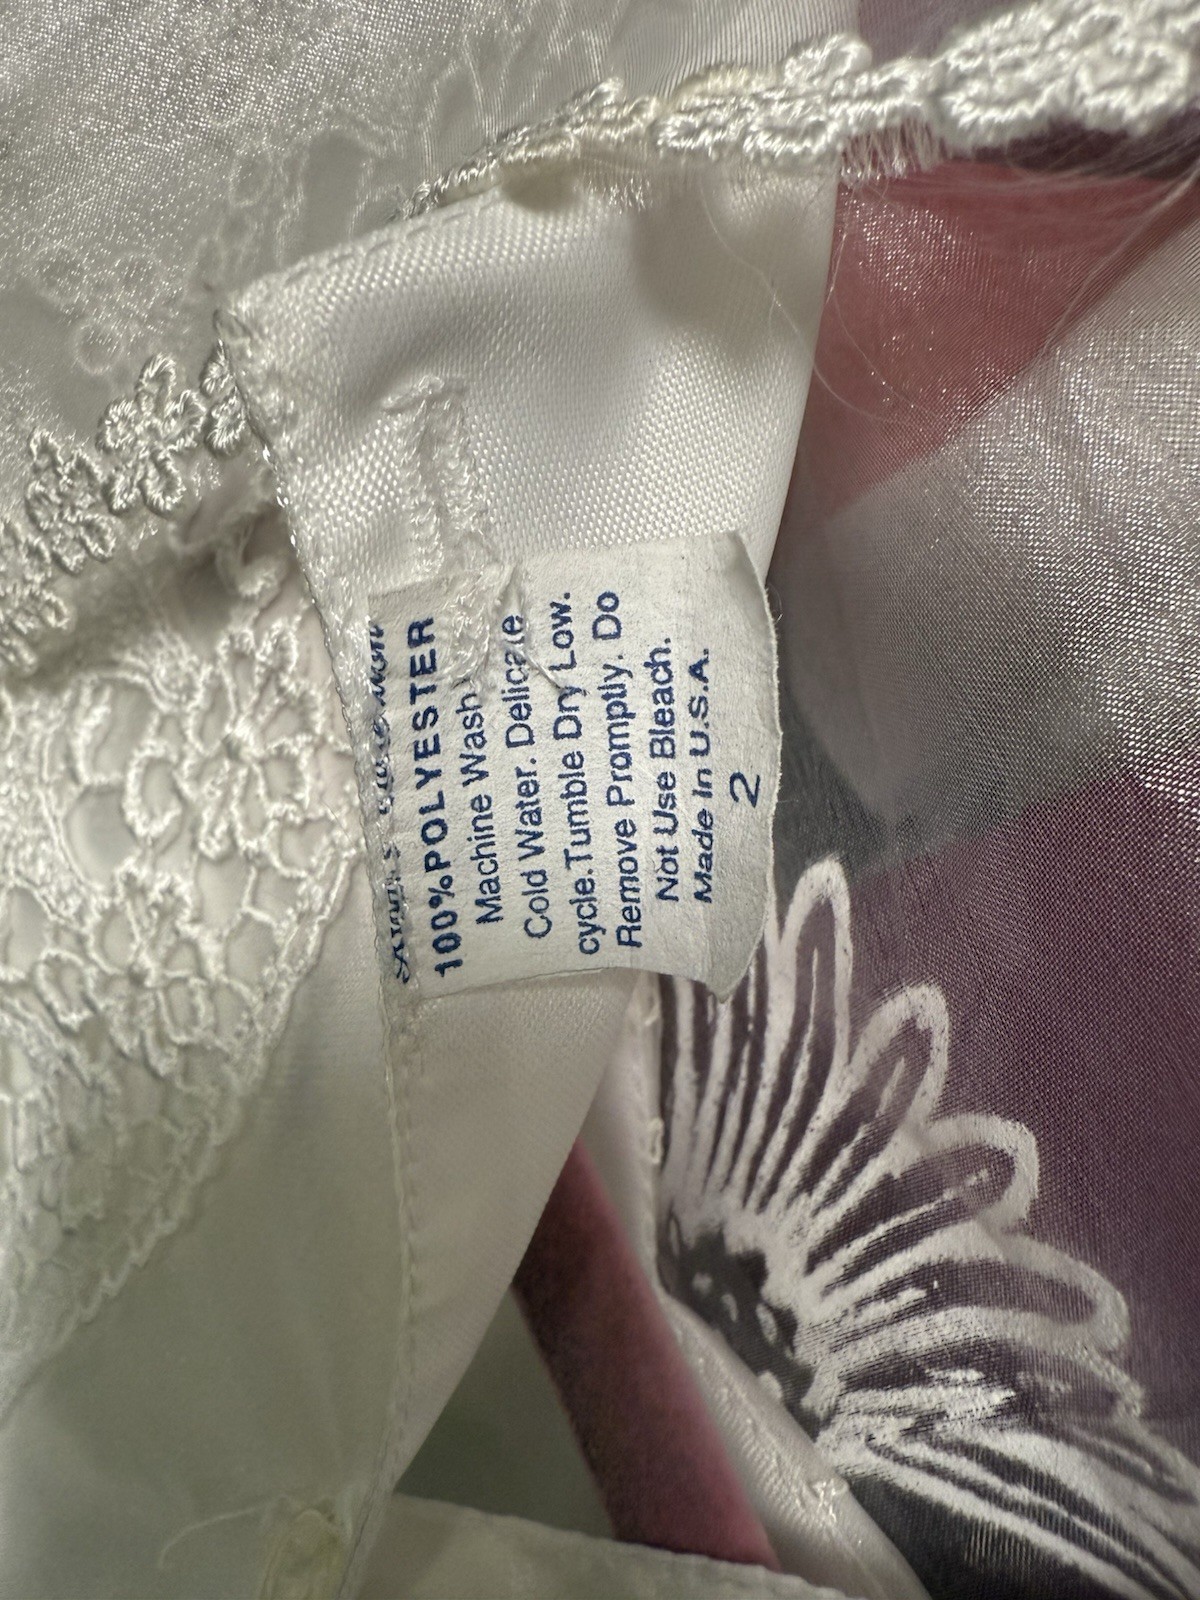 100%POLYESTER
Machine Wash
Cold Water. Delicate
cycle.Tumble Dry Low.
Remove Promptly. Do
Not Use Bleach.
Made In U.S.A.
2